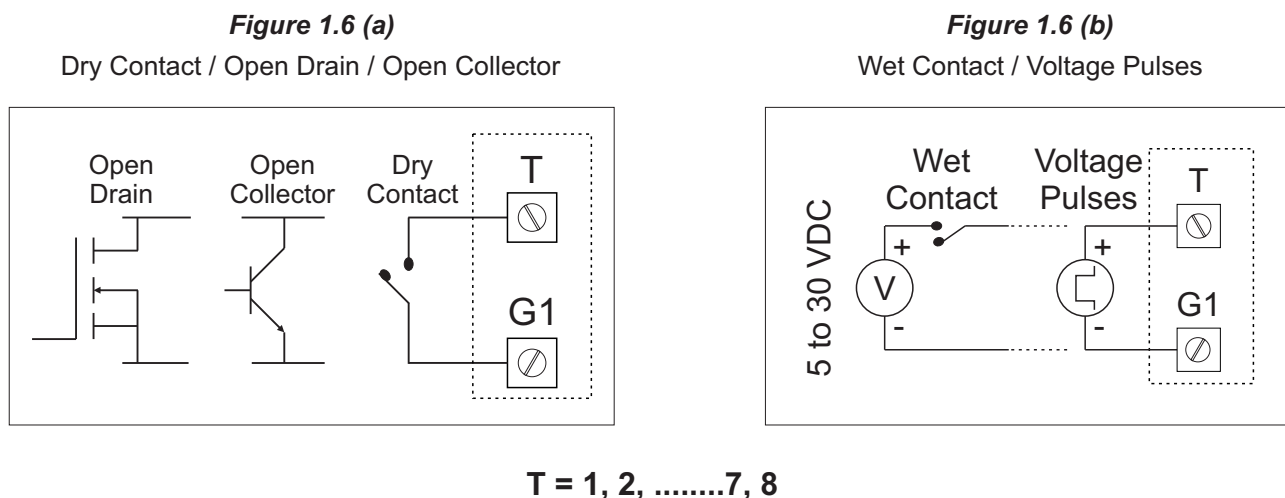 Figure 1.6 (a)
Dry Contact / Open Drain / Open Collector
Open
Drain
Open
Collector
Dry
Contact
T
G1
Figure 1.6 (b)
Wet Contact / Voltage Pulses
5 to 30 VDC
Wet
Contact
Voltage
Pulses
+
V
-
+
-
T
G1
T = 1, 2, ........7, 8